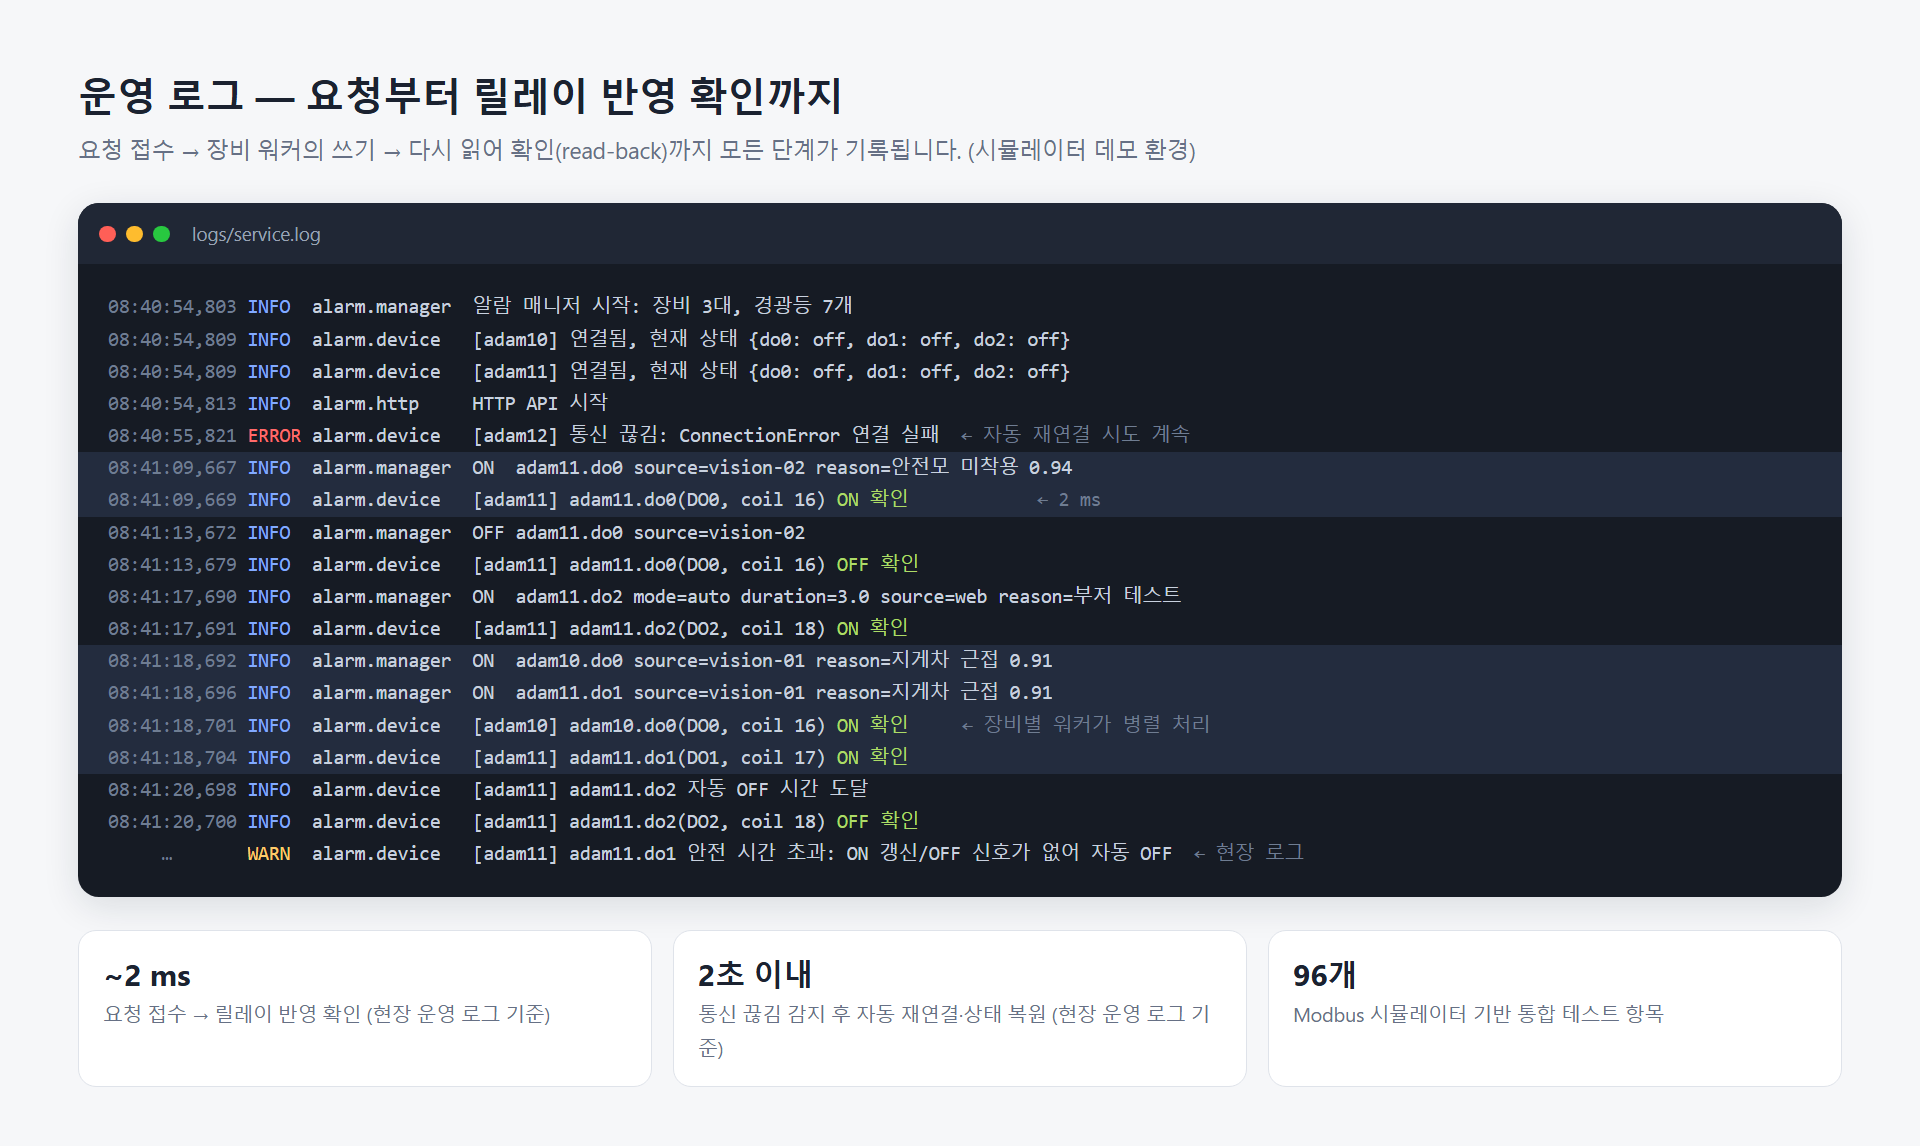 운영 로그 — 요청부터 릴레이 반영 확인까지
요청 접수 → 장비 워커의 쓰기 → 다시 읽어 확인(read-back)까지 모든 단계가 기록됩니다. (시뮬레이터 데모 환경)
logs/service.log
08:40:54,803 INFO alarm.manager 알람 매니저 시작: 장비 3대, 경광등 7개
08:40:54,809 INFO alarm.device [adam10] 연결됨, 현재 상태 {do0: off, do1: off, do2: off}
08:40:54,809 INFO alarm.device [adam11] 연결됨, 현재 상태 {do0: off, do1: off, do2: off}
08:40:54,813 INFO alarm.http HTTP API 시작
08:40:55,821 ERROR alarm.device [adam12] 통신 끊김: ConnectionError 연결 실패 ← 자동 재연결 시도 계속
08:41:09,667 INFO alarm.manager ON adam11.do0 source=vision-02 reason=안전모 미착용 0.94
08:41:09,669 INFO alarm.device [adam11] adam11.do0(DO0, coil 16) ON 확인 ← 2 ms
08:41:13,672 INFO alarm.manager OFF adam11.do0 source=vision-02
08:41:13,679 INFO alarm.device [adam11] adam11.do0(DO0, coil 16) OFF 확인
08:41:17,690 INFO alarm.manager ON adam11.do2 mode=auto duration=3.0 source=web reason=부저 테스트
08:41:17,691 INFO alarm.device [adam11] adam11.do2(DO2, coil 18) ON 확인
08:41:18,692 INFO alarm.manager ON adam10.do0 source=vision-01 reason=지게차 근접 0.91
08:41:18,696 INFO alarm.manager ON adam11.do1 source=vision-01 reason=지게차 근접 0.91
08:41:18,701 INFO alarm.device [adam10] adam10.do0(DO0, coil 16) ON 확인 ← 장비별 워커가 병렬 처리
08:41:18,704 INFO alarm.device [adam11] adam11.do1(DO1, coil 17) ON 확인
08:41:20,698 INFO alarm.device [adam11] adam11.do2 자동 OFF 시간 도달
08:41:20,700 INFO alarm.device [adam11] adam11.do2(DO2, coil 18) OFF 확인
… WARN alarm.device [adam11] adam11.do1 안전 시간 초과: ON 갱신/OFF 신호가 없어 자동 OFF ← 현장 로그
~2 ms
요청 접수 → 릴레이 반영 확인 (현장 운영 로그 기준)
2초 이내
통신 끊김 감지 후 자동 재연결·상태 복원 (현장 운영 로그 기
준)
96개
Modbus 시뮬레이터 기반 통합 테스트 항목